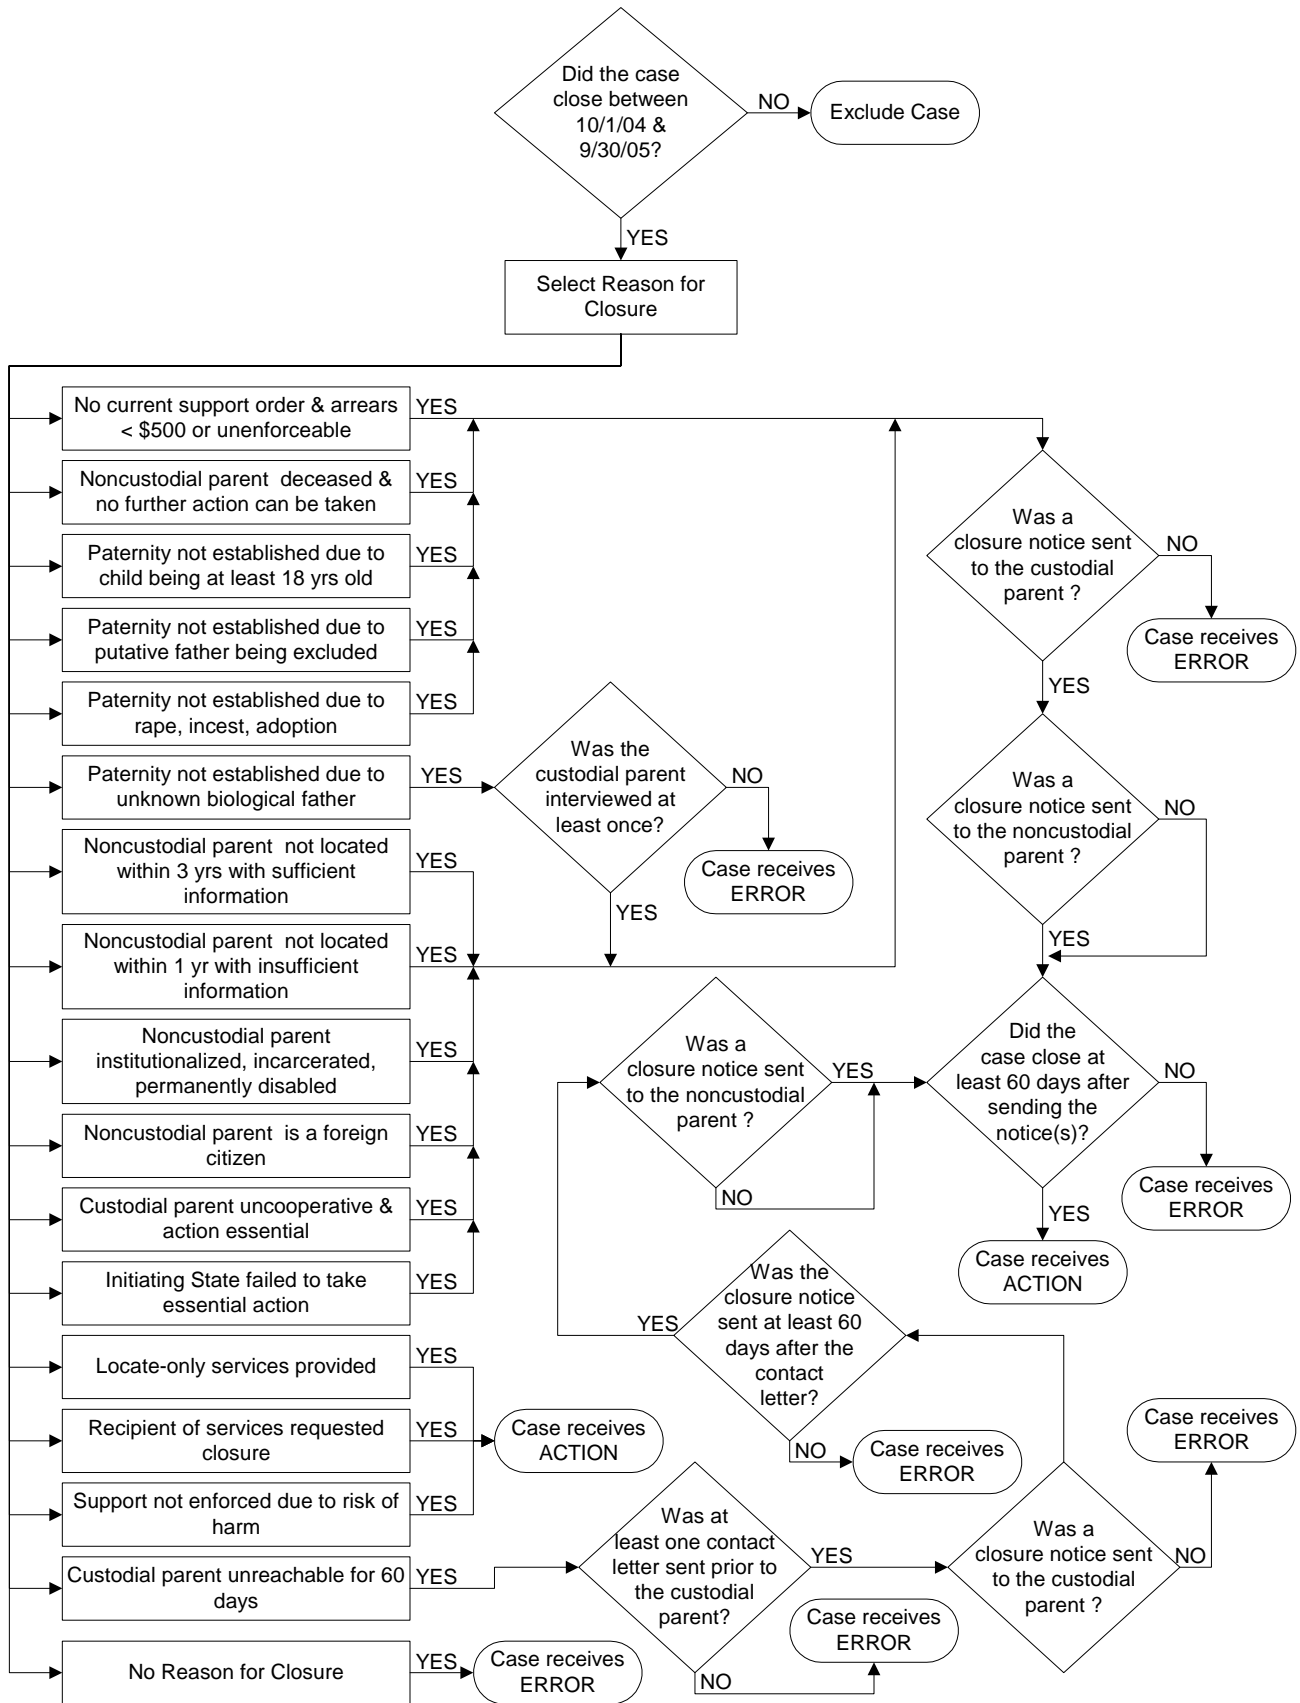 Did the case
close between
10/1/04 &
9/30/05?
NO
Exclude Case
YES
Select Reason for
Closure
No current support order & arrears
< $500 or unenforceable
YES
Noncustodial parent deceased &
no further action can be taken
YES
Paternity not established due to
child being at least 18 yrs old
YES
Paternity not established due to
putative father being excluded
YES
Paternity not established due to
rape, incest, adoption
YES
Paternity not established due to
unknown biological father
YES
Was the
custodial parent
interviewed at
least once?
NO
Case receives
ERROR
YES
Noncustodial parent not located
within 3 yrs with sufficient
information
YES
Noncustodial parent not located
within 1 yr with insufficient
information
YES
Noncustodial parent
institutionalized, incarcerated,
permanently disabled
YES
Noncustodial parent is a foreign
citizen
YES
Custodial parent uncooperative &
action essential
YES
Initiating State failed to take
essential action
YES
Locate-only services provided
YES
Recipient of services requested
closure
YES
Case receives
ACTION
Support not enforced due to risk of
harm
YES
Custodial parent unreachable for 60
days
YES
No Reason for Closure
YES
Case receives
ERROR
Was a
closure notice sent
to the custodial
parent ?
NO
Case receives
ERROR
YES
Was a
closure notice sent
to the noncustodial
parent ?
NO
YES
Did the
case close at
least 60 days after
sending the
notice(s)?
NO
Case receives
ERROR
YES
Case receives
ACTION
Was a
closure notice sent
to the noncustodial
parent ?
YES
NO
Was the
closure notice
sent at least 60
days after the
contact
letter?
YES
NO
Case receives
ERROR
Was at
least one contact
letter sent prior to
the custodial
parent?
YES
NO
Case receives
ERROR
Was a
closure notice sent
to the custodial
parent ?
NO
Case receives
ERROR